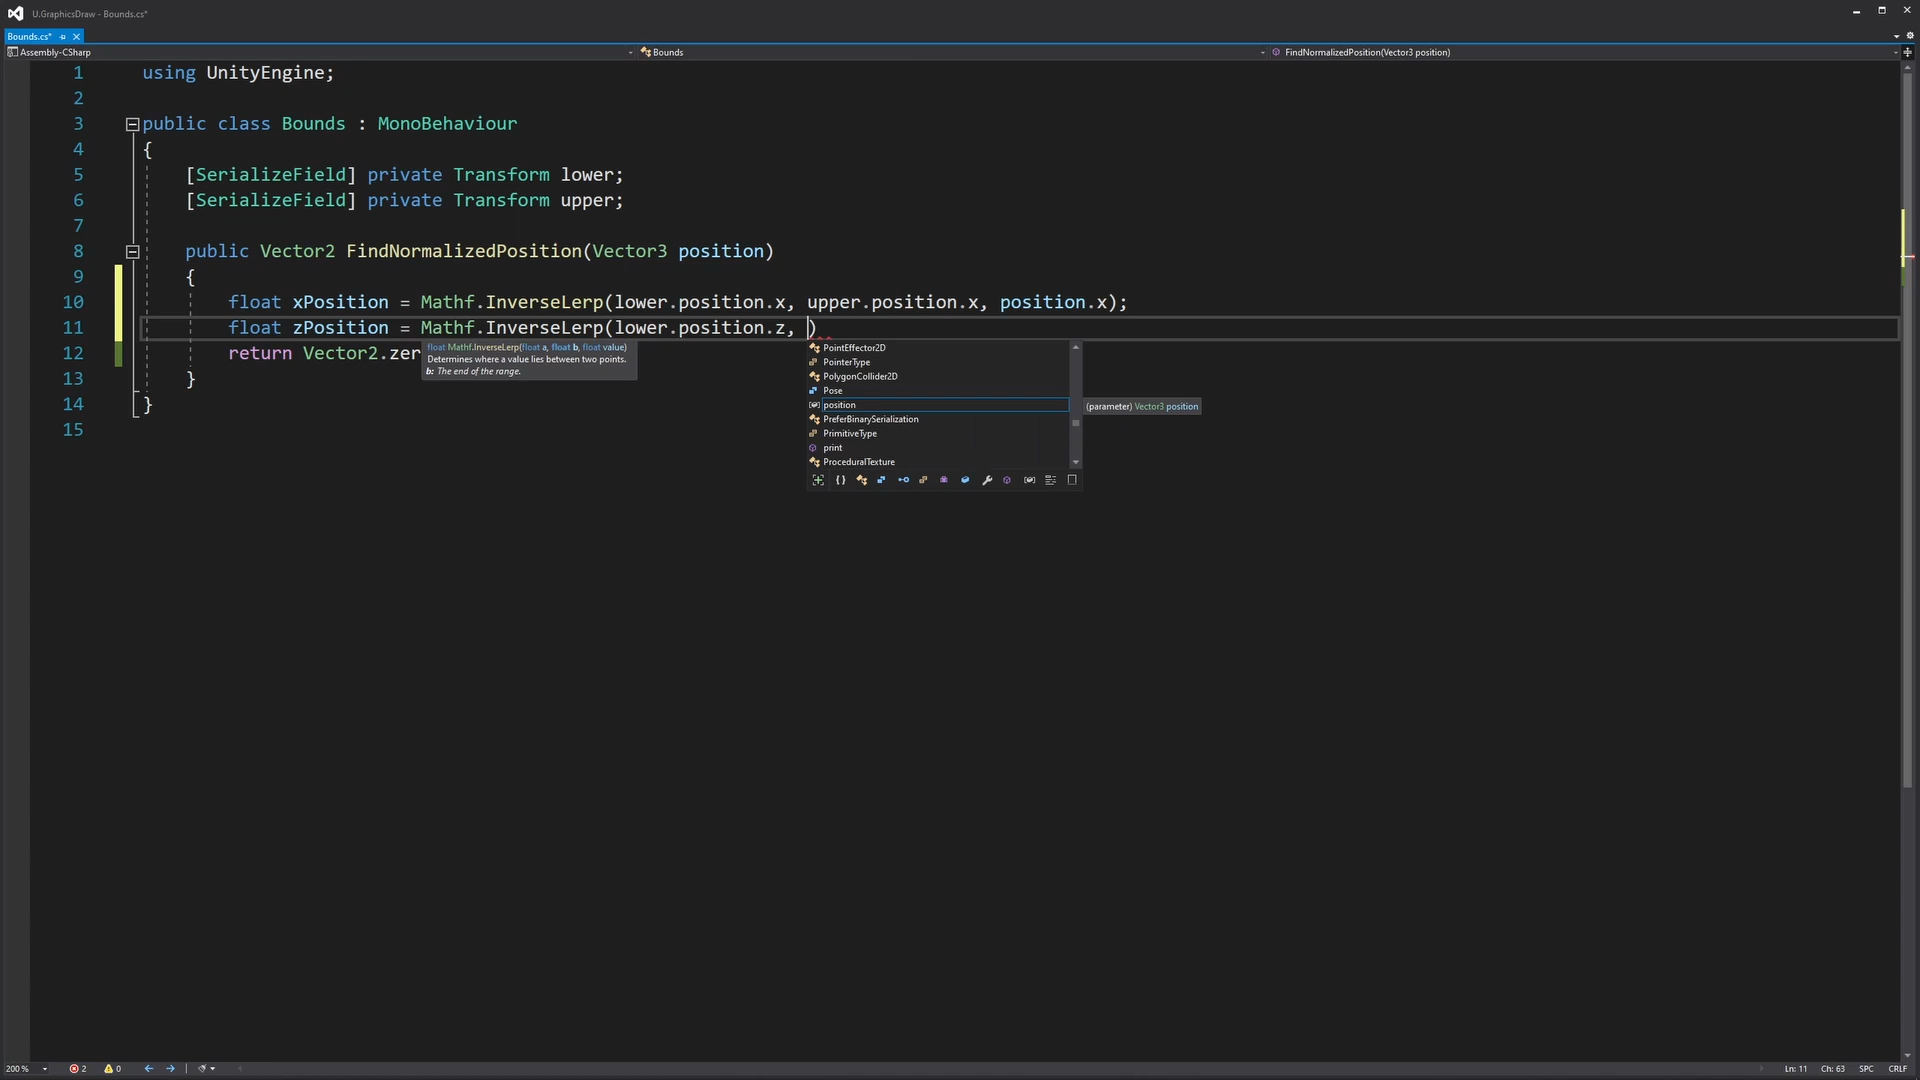 U.GraphicsDraw - Bounds.cs*
Bounds.cs*
Assembly-CSharp
Bounds
FindNormalizedPosition(Vector3 position)
1 using UnityEngine;
2
3 public class Bounds : MonoBehaviour
4 {
5 [SerializeField] private Transform lower;
6 [SerializeField] private Transform upper;
7
8 public Vector2 FindNormalizedPosition(Vector3 position)
9 {
10 float xPosition = Mathf.InverseLerp(lower.position.x, upper.position.x, position.x);
11 float zPosition = Mathf.InverseLerp(lower.position.z, )
12 return Vector2.zer
13 }
14 }
15
float Mathf.InverseLerp(float a, float b, float value)
Determines where a value lies between two points.
b: The end of the range.
PointEffector2D
PointerType
PolygonCollider2D
Pose
position
PreferBinarySerialization
PrimitiveType
print
ProceduralTexture
(parameter) Vector3 position
200 %
2
0
Ln: 11
Ch: 63
SPC
CRLF